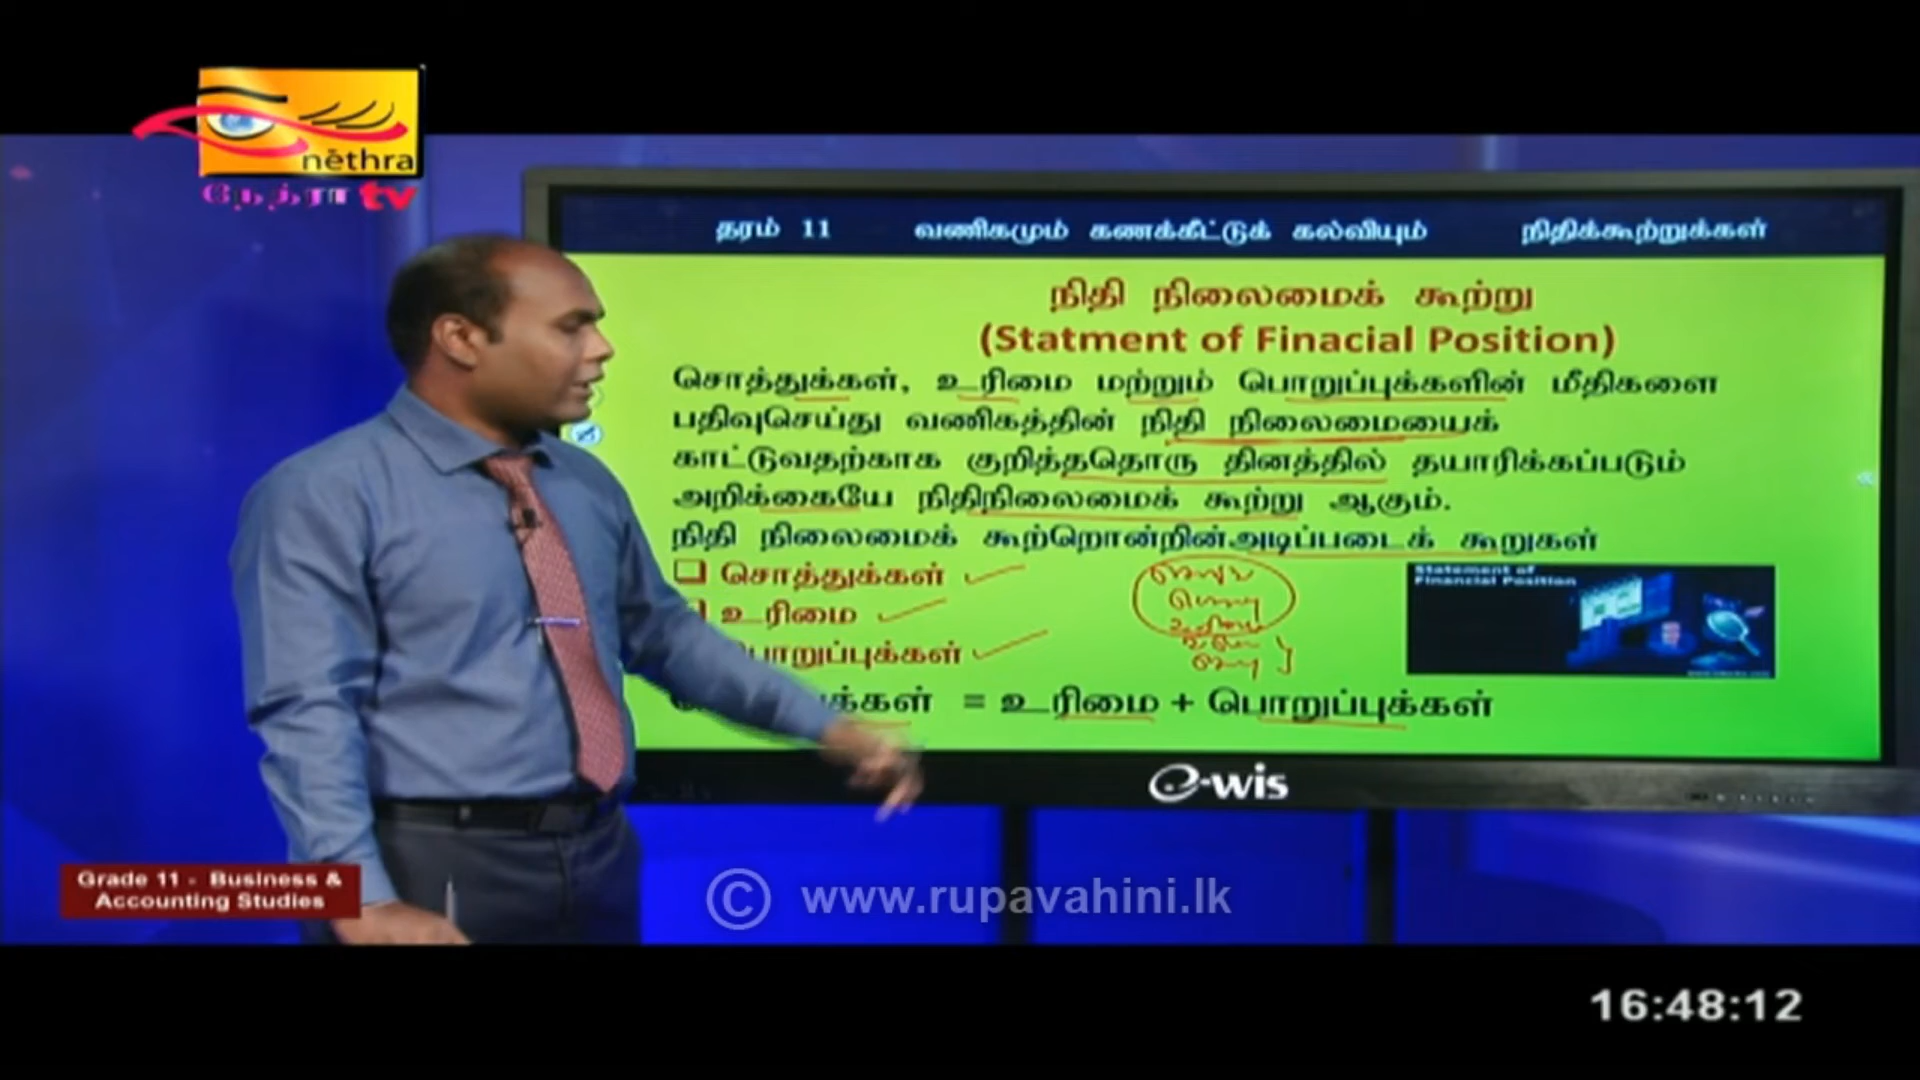 nēthra
நேத்ரா tv
தரம் 11 வணிகமும் கணக்கீட்டுக் கல்வியும் நிதிக்கூற்றுக்கள்
நிதி நிலைமைக் கூற்று
(Statment of Finacial Position)
சொத்துக்கள், உரிமை மற்றும் பொறுப்புக்களின் மீதிகளை
பதிவுசெய்து வணிகத்தின் நிதி நிலைமையைக்
காட்டுவதற்காக குறித்ததொரு தினத்தில் தயாரிக்கப்படும்
அறிக்கையே நிதிநிலைமைக் கூற்று ஆகும்.
நிதி நிலைமைக் கூற்றொன்றின்அடிப்படைக் கூறுகள்
❑ சொத்துக்கள்
உரிமை
பொறுப்புக்கள்
Statement of
Financial Position
= உரிமை + பொறுப்புக்கள்
e-wis
Grade 11 - Business &
Accounting Studies
© www.rupavahini.lk
16:48:12